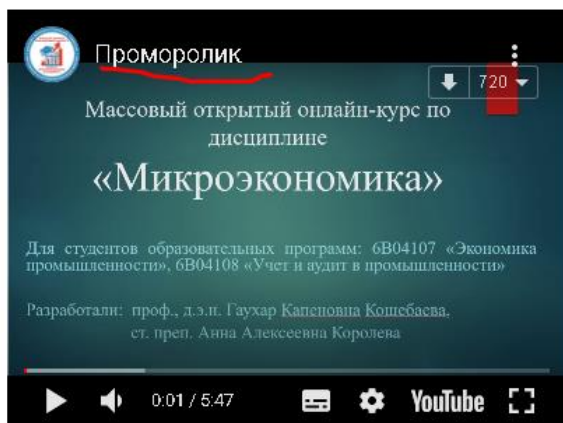 Проморолик
720
Массовый открытый онлайн-курс по
дисциплине
«Микроэкономика»
Для студентов образовательных программ: 6В04107 «Экономика
промышленности», 6В04108 «Учет и аудит в промышленности»
Разработали: проф., д.э.н. Гаухар Капеновна Кошебаева,
ст. преп. Анна Алексеевна Королева
0:01 / 5:47
YouTube